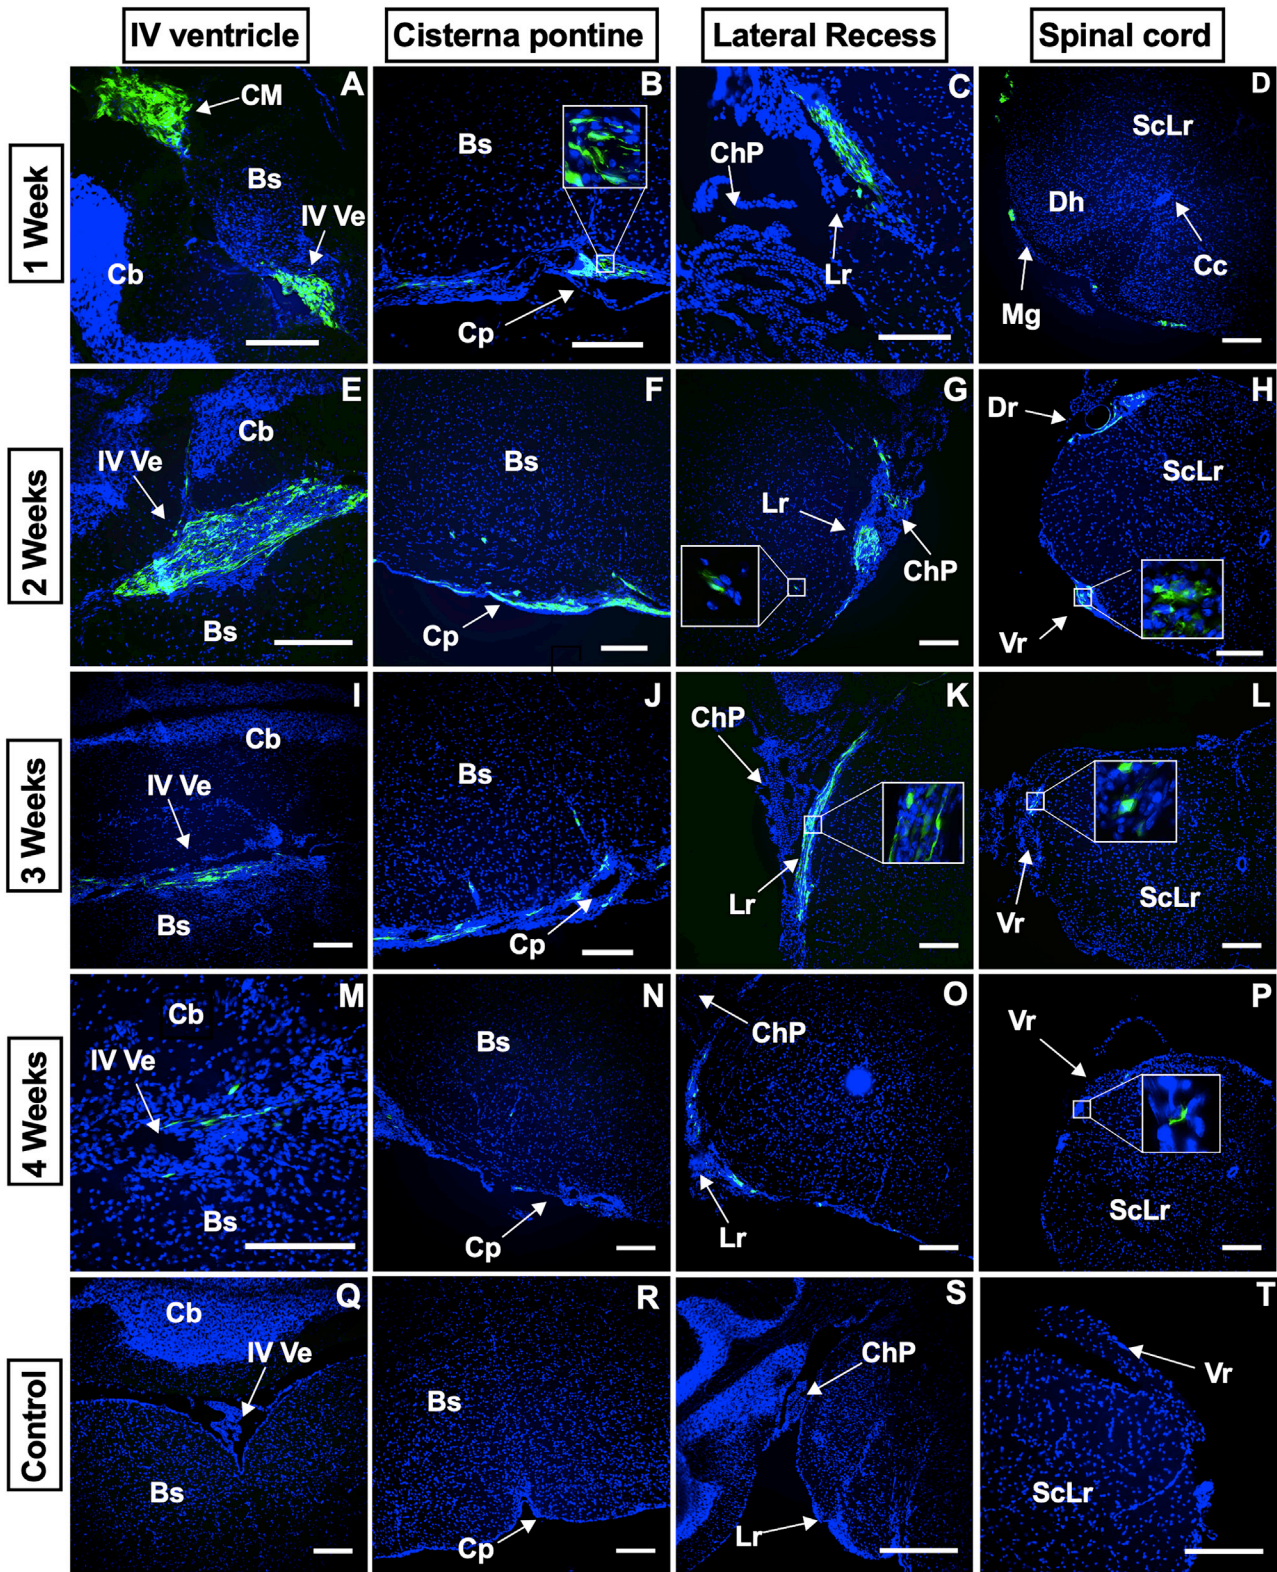 IV ventricle
Cisterna pontine
Lateral Recess
Spinal cord
1 Week
A
CM
Bs
IV Ve
Cb
B
Bs
Cp
C
ChP
Lr
D
ScLr
Dh
Cc
Mg
2 Weeks
E
Cb
IV Ve
Bs
F
Bs
Cp
G
Lr
ChP
H
Dr
ScLr
Vr
3 Weeks
I
Cb
IV Ve
Bs
J
Bs
Cp
K
ChP
Lr
L
Vr
ScLr
4 Weeks
M
Cb
IV Ve
Bs
N
Bs
Cp
O
ChP
Lr
P
Vr
ScLr
Control
Q
Cb
IV Ve
Bs
R
Bs
Cp
S
ChP
Lr
T
Vr
ScLr